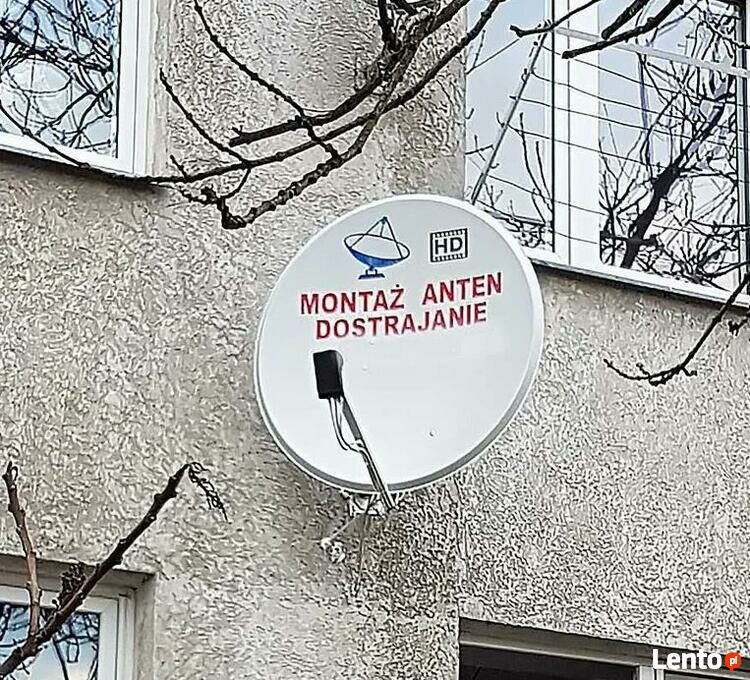 HD
MONTAŻ ANTEN
DOSTRAJANIE
Lento pl